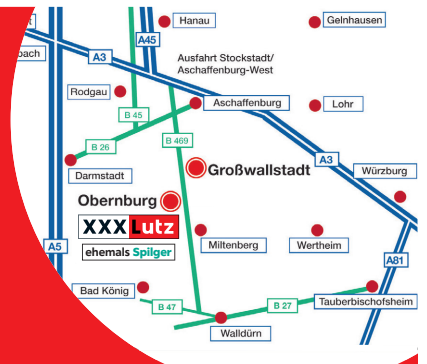 Hanau
Gelnhausen
A45
bach
A3
Ausfahrt Stockstadt/
Aschaffenburg-West
Rodgau
Aschaffenburg
Lohr
B 45
B 26
B 469
A3
Würzburg
Darmstadt
Großwallstadt
Obernburg
XXXLutz
ehemals Spilger
A5
Miltenberg
Wertheim
A81
Bad König
B 47
B 27
Tauberbischofsheim
Walldürn